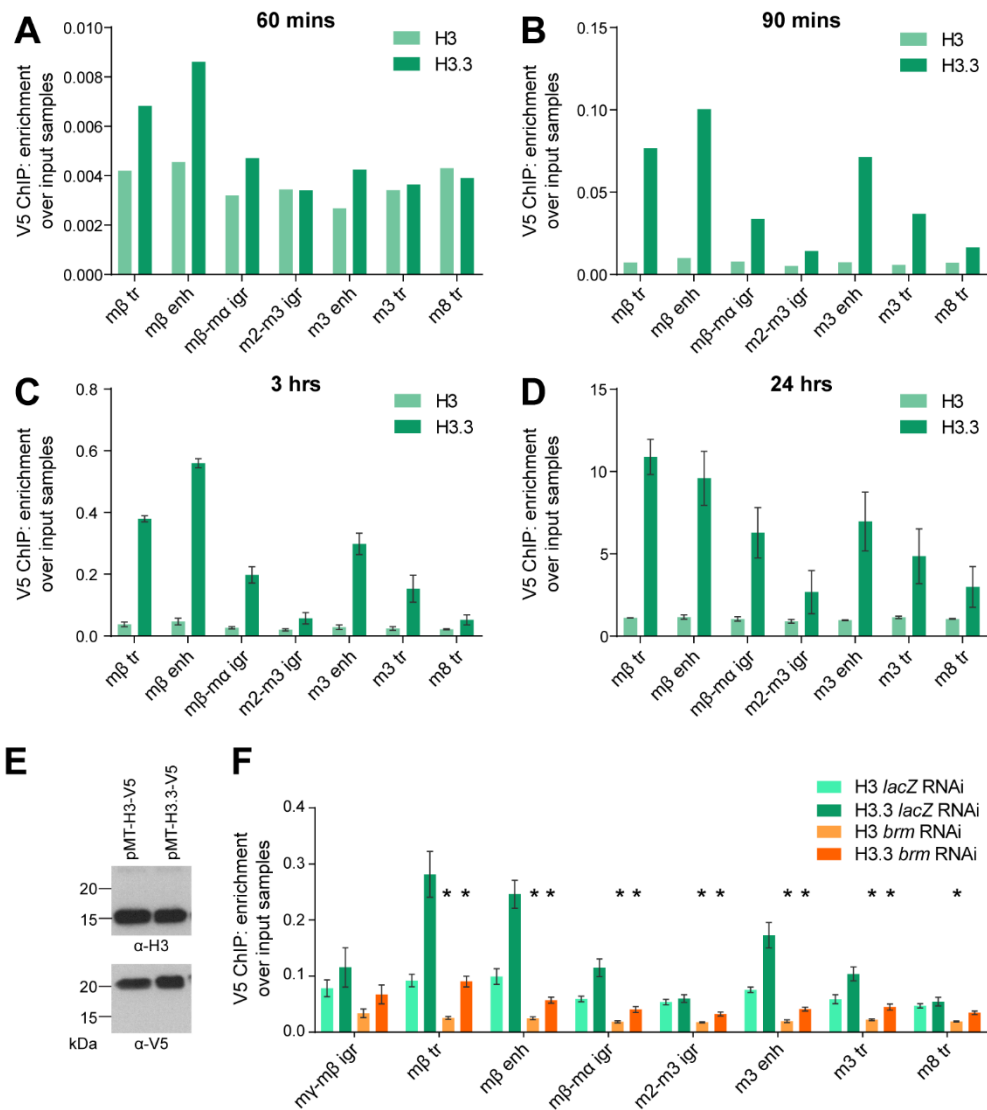 A
60 mins
V5 ChIP: enrichment
over input samples
0.010
0.008
0.006
0.004
0.002
0.000
H3
H3.3
mβ tr
mβ enh
mβ-mα igr
m2-m3 igr
m3 enh
m3 tr
m8 tr
B
90 mins
V5 ChIP: enrichment
over input samples
0.15
0.10
0.05
0.00
H3
H3.3
mβ tr
mβ enh
mβ-mα igr
m2-m3 igr
m3 enh
m3 tr
m8 tr
C
3 hrs
V5 ChIP: enrichment
over input samples
0.8
0.6
0.4
0.2
0.0
H3
H3.3
mβ tr
mβ enh
mβ-mα igr
m2-m3 igr
m3 enh
m3 tr
m8 tr
D
24 hrs
V5 ChIP: enrichment
over input samples
15
10
5
0
H3
H3.3
mβ tr
mβ enh
mβ-mα igr
m2-m3 igr
m3 enh
m3 tr
m8 tr
E
pMT-H3-V5
pMT-H3.3-V5
20
15
α-H3
20
15
kDa
α-V5
F
V5 ChIP: enrichment
over input samples
0.4
0.3
0.2
0.1
0.0
H3 lacZ RNAi
H3.3 lacZ RNAi
H3 brm RNAi
H3.3 brm RNAi
* * * * * * * * * * * * *
mγ-mβ igr
mβ tr
mβ enh
mβ-mα igr
m2-m3 igr
m3 enh
m3 tr
m8 tr